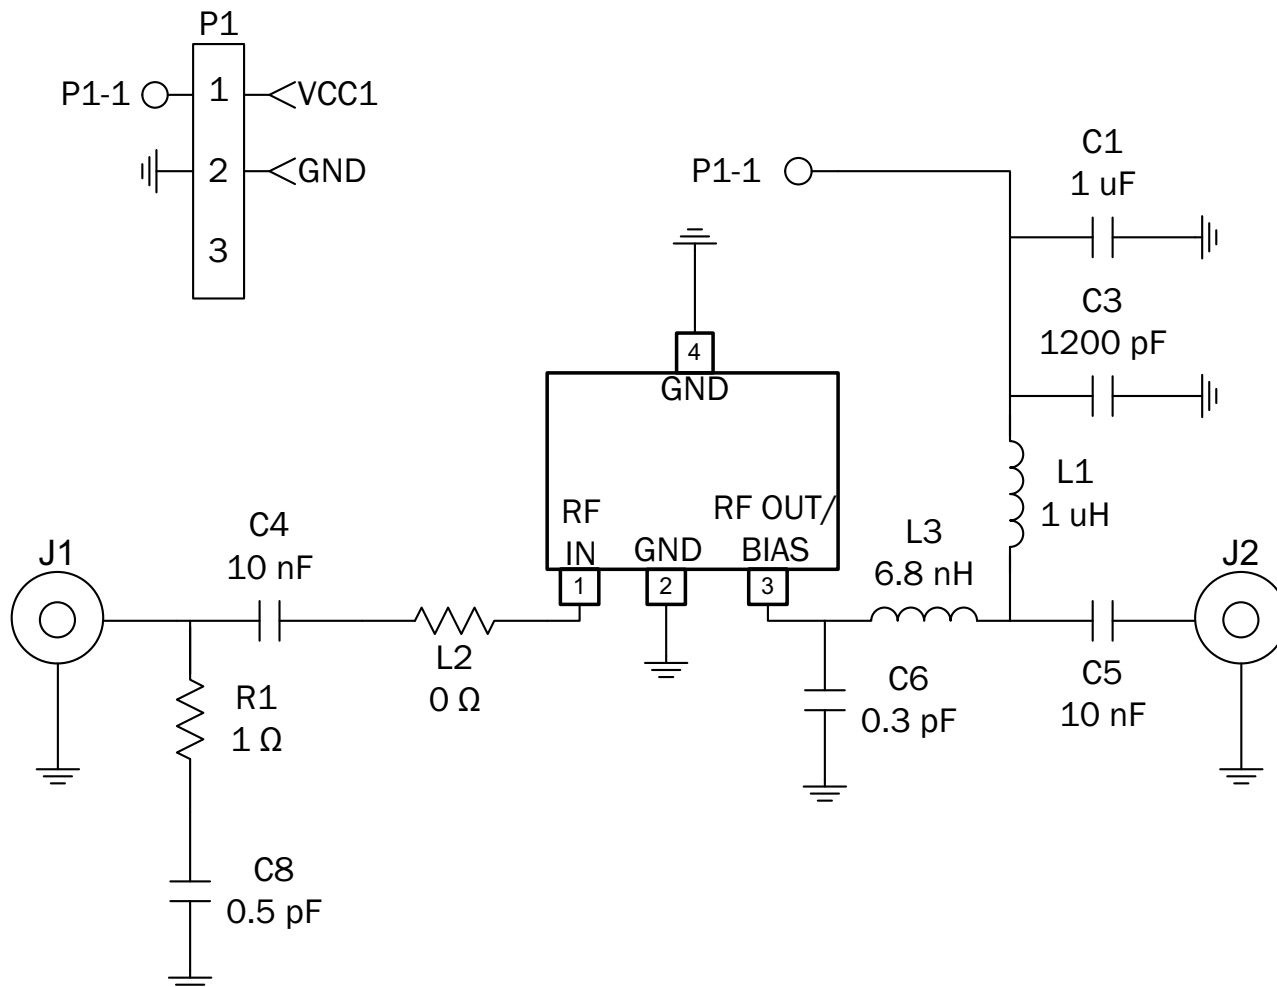 P1
P1-1
1
VCC1
2
GND
3
P1-1
C1
1 uF
C3
1200 pF
4
GND
RF
IN
GND
RF OUT/
BIAS
1
2
3
L1
1 uH
L3
6.8 nH
J1
C4
10 nF
L2
0 Ω
R1
1 Ω
C8
0.5 pF
C6
0.3 pF
C5
10 nF
J2